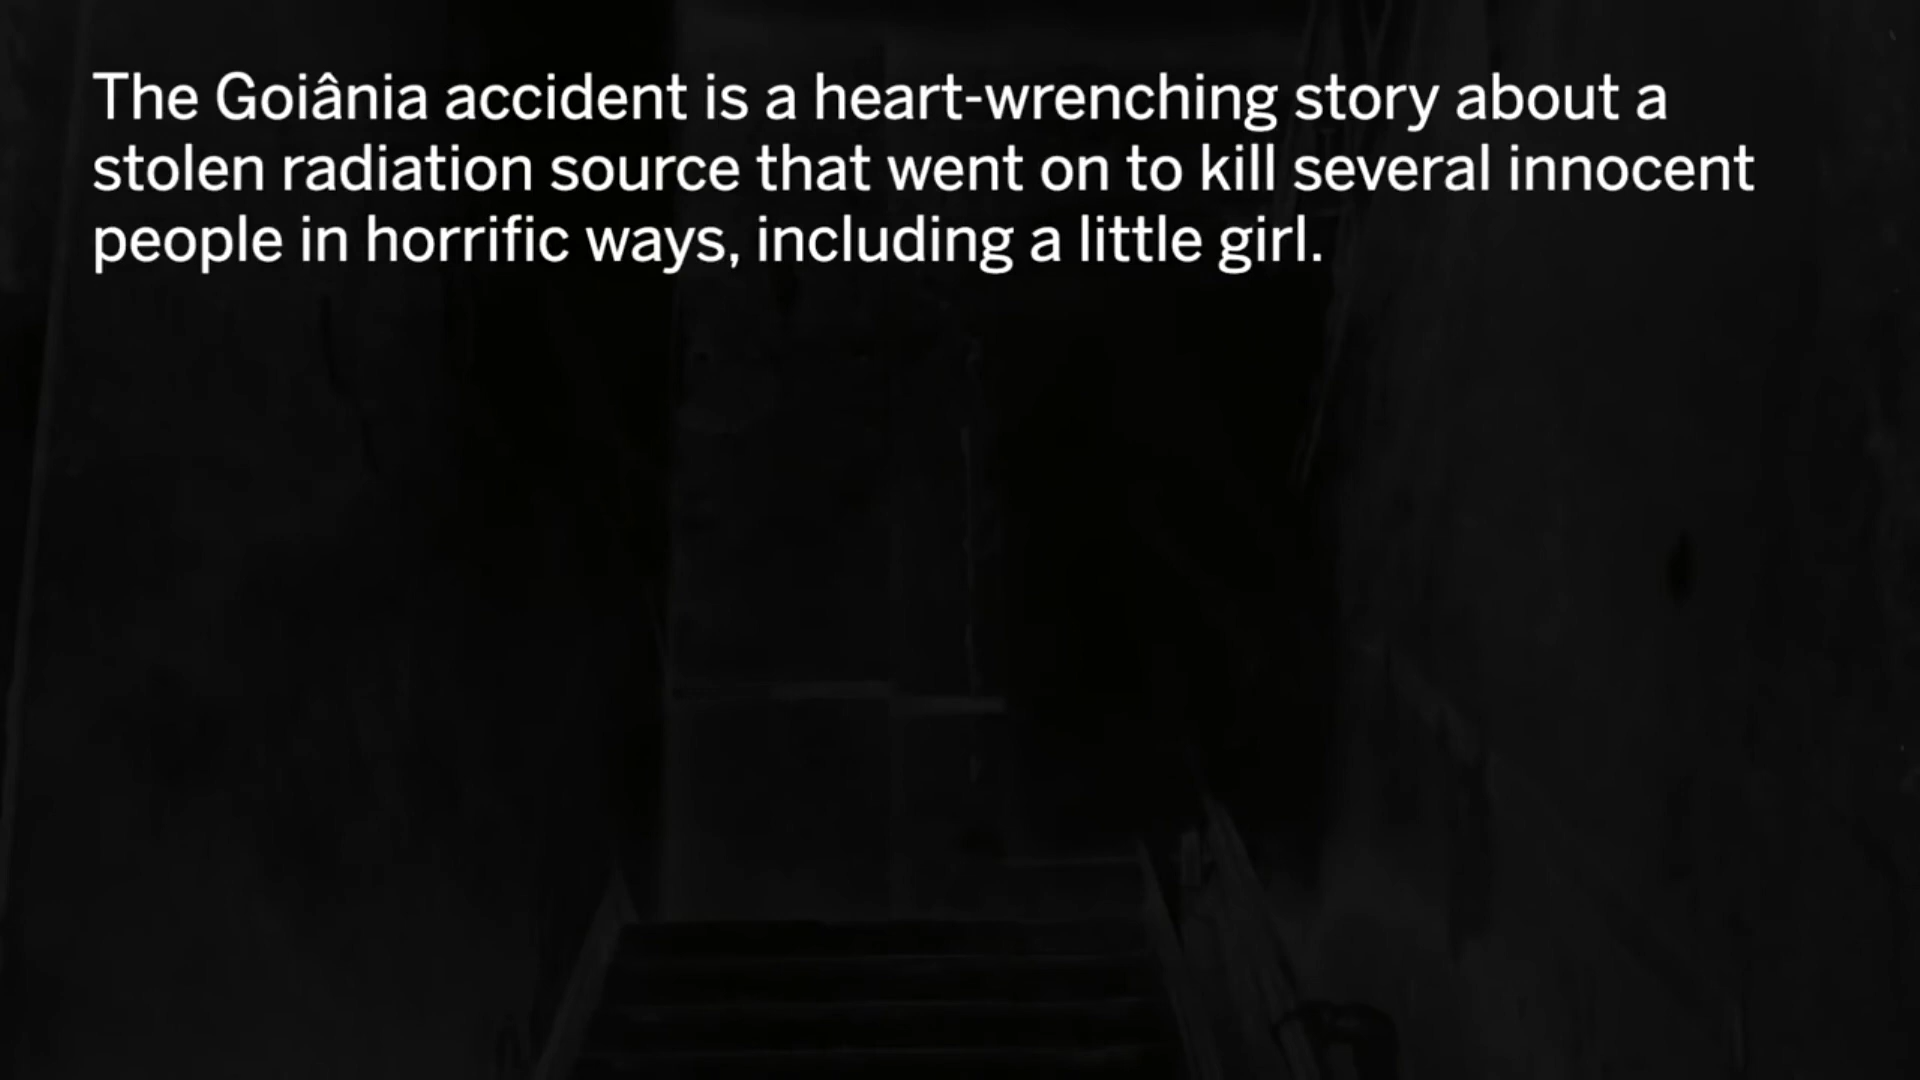 The Goiânia accident is a heart-wrenching story about a
stolen radiation source that went on to kill several innocent
people in horrific ways, including a little girl.